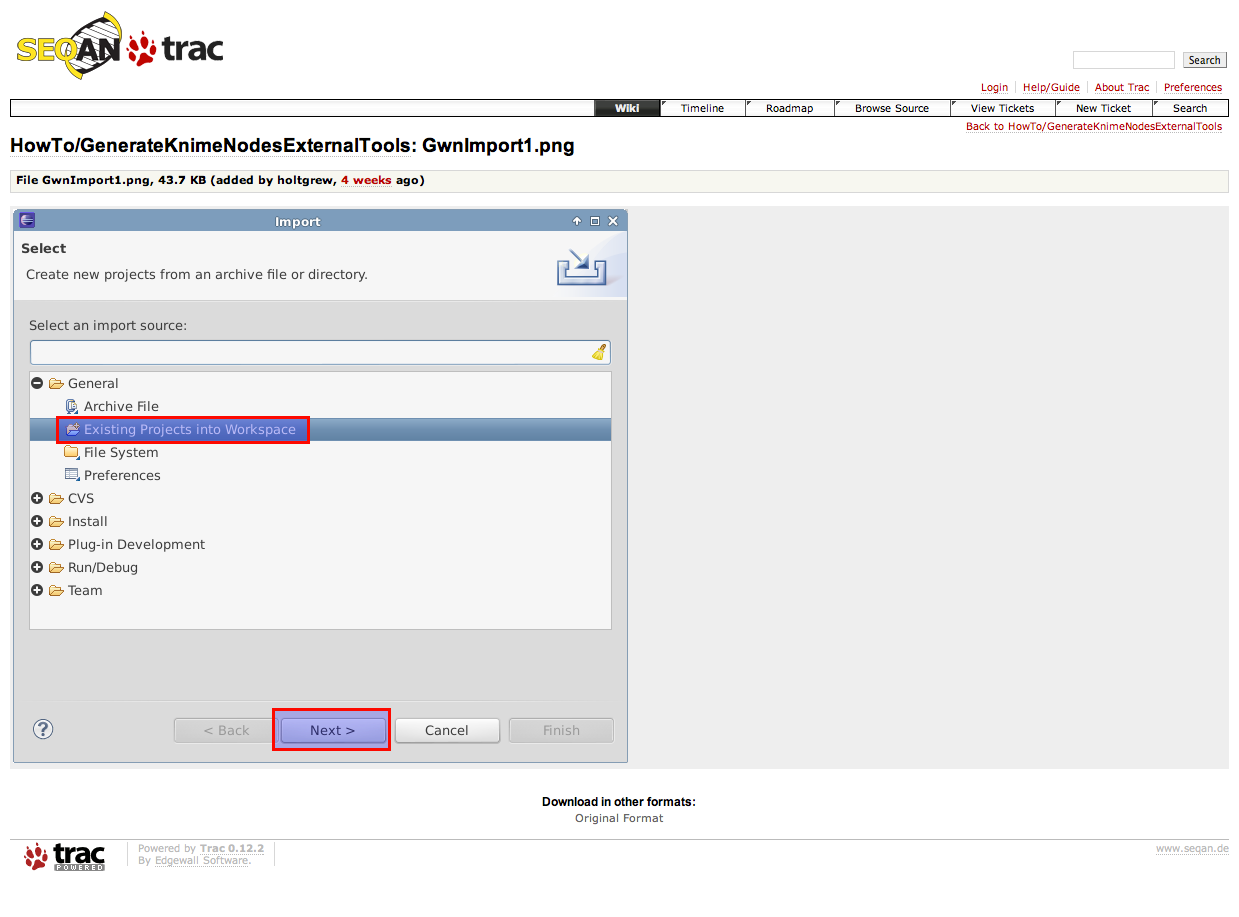 SEQAN trac
Search
Login Help/Guide About Trac Preferences
Wiki Timeline Roadmap Browse Source View Tickets New Ticket Search
Back to HowTo/GenerateKnimeNodesExternalTools
HowTo/GenerateKnimeNodesExternalTools: GwnImport1.png
File GwnImport1.png, 43.7 KB (added by holtgrew, 4 weeks ago)
Import
Select
Create new projects from an archive file or directory.
Select an import source:
General
Archive File
Existing Projects into Workspace
File System
Preferences
CVS
Install
Plug-in Development
Run/Debug
Team
? < Back Next > Cancel Finish
Download in other formats:
Original Format
trac
POWERED
Powered by Trac 0.12.2
By Edgewall Software.
www.seqan.de